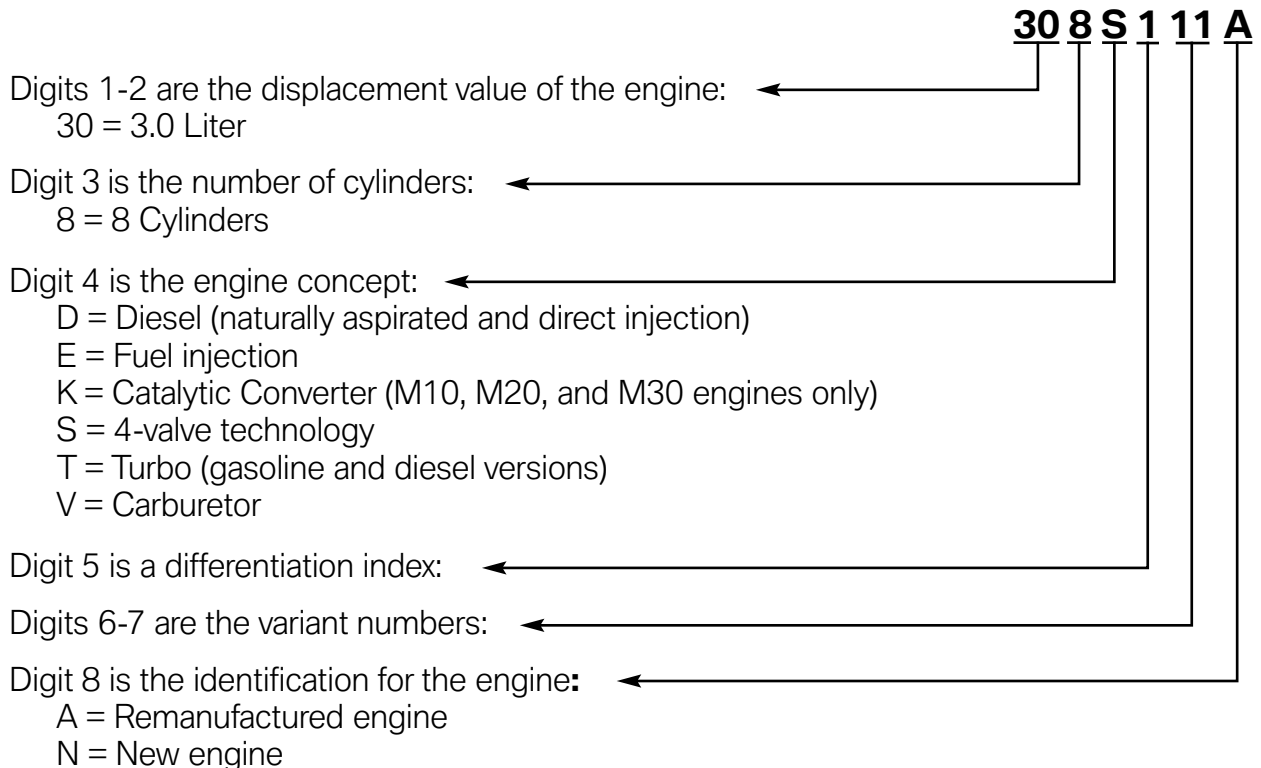 30 8 S 1 11 A
Digits 1-2 are the displacement value of the engine:
30 = 3.0 Liter
Digit 3 is the number of cylinders:
8 = 8 Cylinders
Digit 4 is the engine concept:
D = Diesel (naturally aspirated and direct injection)
E = Fuel injection
K = Catalytic Converter (M10, M20, and M30 engines only)
S = 4-valve technology
T = Turbo (gasoline and diesel versions)
V = Carburetor
Digit 5 is a differentiation index:
Digits 6-7 are the variant numbers:
Digit 8 is the identification for the engine:
A = Remanufactured engine
N = New engine